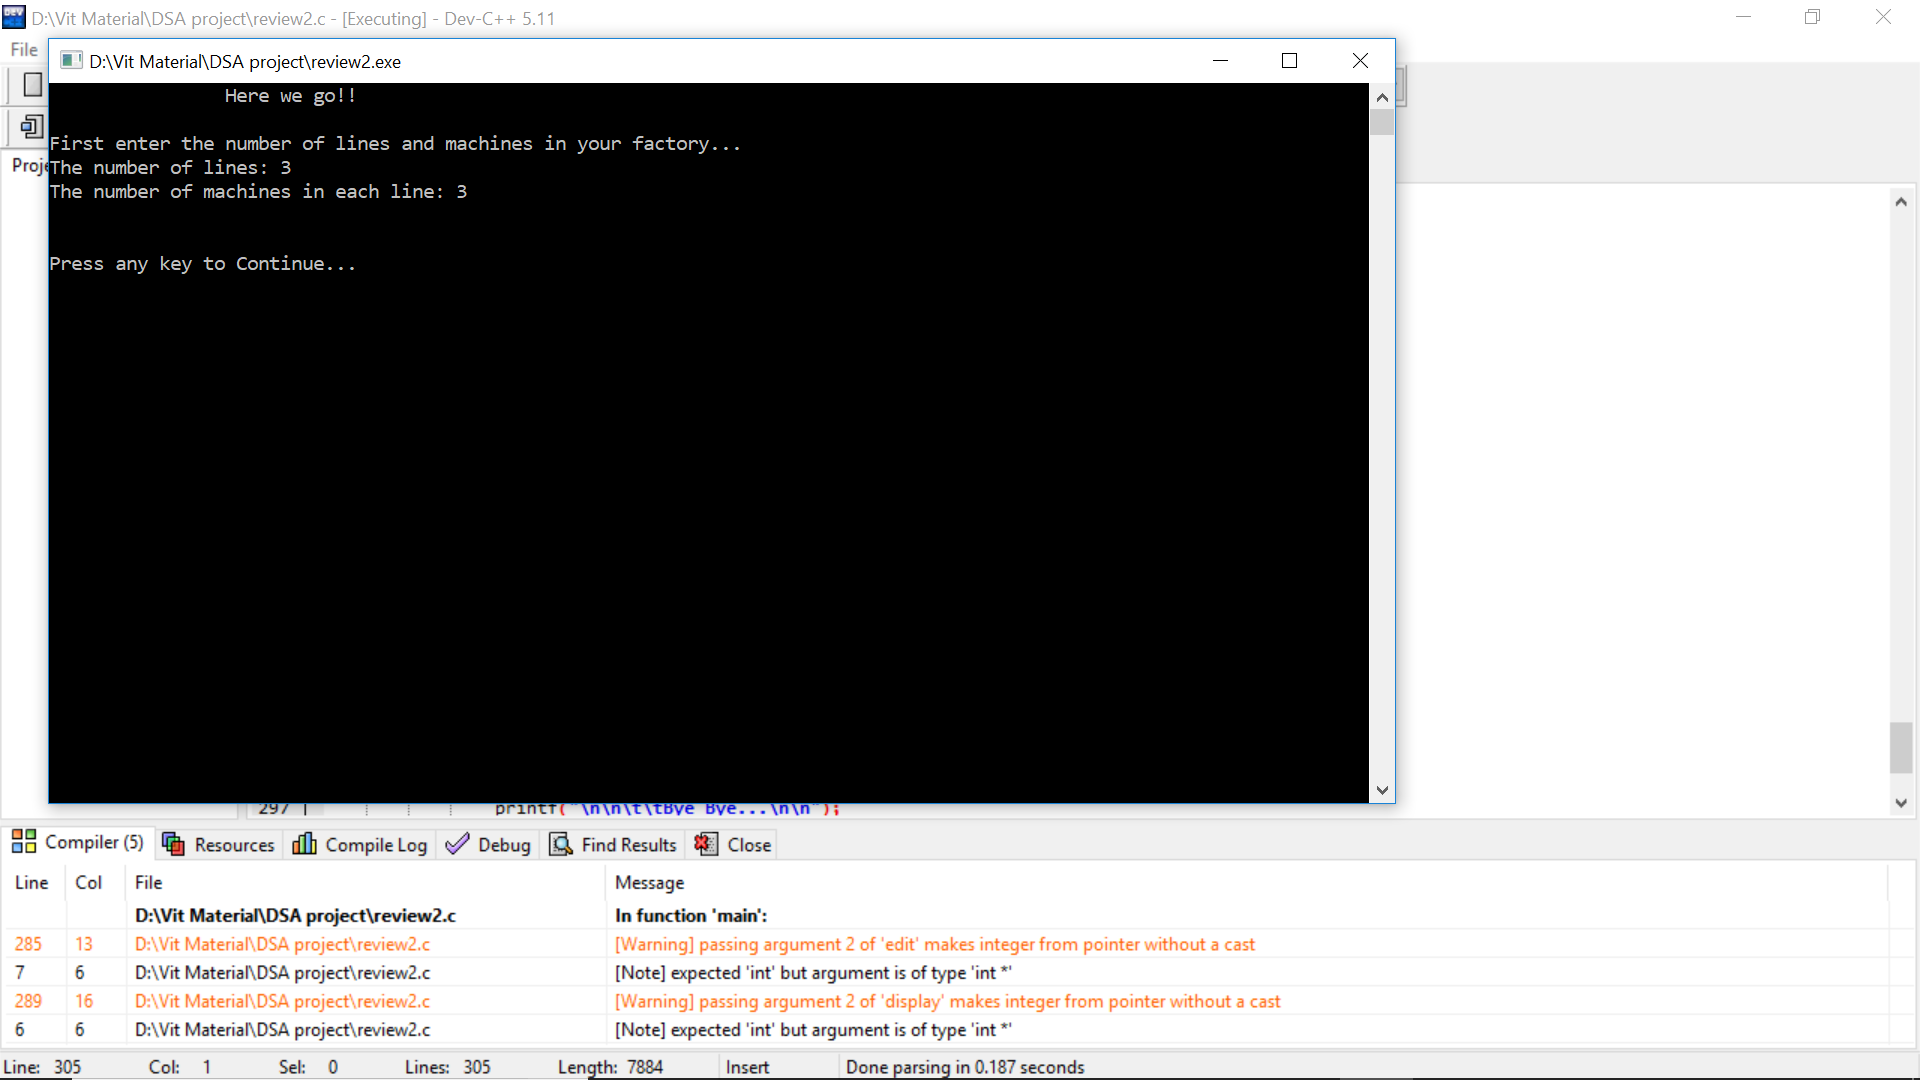 D:\Vit Material\DSA project\review2.c - [Executing] - Dev-C++ 5.11
File
D:\Vit Material\DSA project\review2.exe
Here we go!!
First enter the number of lines and machines in your factory...
Proje
The number of lines: 3
The number of machines in each line: 3
Press any key to Continue...
297 printf("\n\n\t\tBye Bye...\n\n");
Compiler (5) Resources Compile Log Debug Find Results Close
Line Col File Message
D:\Vit Material\DSA project\review2.c In function 'main':
285 13 D:\Vit Material\DSA project\review2.c [Warning] passing argument 2 of 'edit' makes integer from pointer without a cast
7 6 D:\Vit Material\DSA project\review2.c [Note] expected 'int' but argument is of type 'int *'
289 16 D:\Vit Material\DSA project\review2.c [Warning] passing argument 2 of 'display' makes integer from pointer without a cast
6 6 D:\Vit Material\DSA project\review2.c [Note] expected 'int' but argument is of type 'int *'
Line: 305 Col: 1 Sel: 0 Lines: 305 Length: 7884 Insert Done parsing in 0.187 seconds